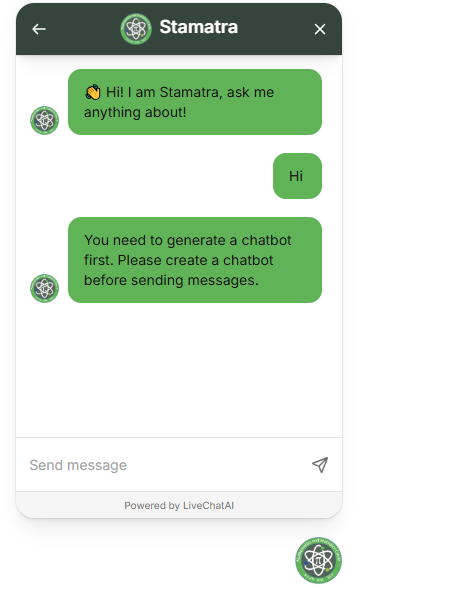 Stamatra
👋 Hi! I am Stamatra, ask me
anything about!
Hi
You need to generate a chatbot
first. Please create a chatbot
before sending messages.
Send message
Powered by LiveChatAI